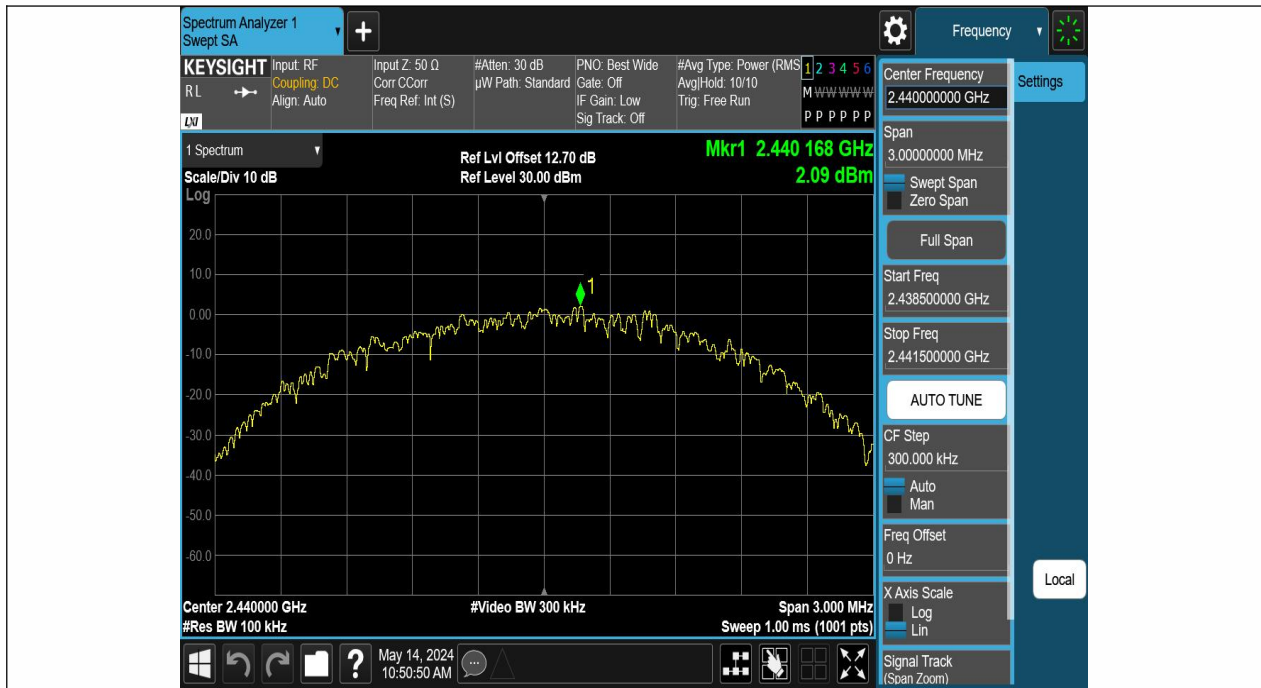 Spectrum Analyzer 1
Swept SA
+
Frequency
KEYSIGHT
RL
LXI
Input: RF
Coupling: DC
Align: Auto
Input Z: 50 Ω
Corr CCorr
Freq Ref: Int (S)
#Atten: 30 dB
µW Path: Standard
PNO: Best Wide
Gate: Off
IF Gain: Low
Sig Track: Off
#Avg Type: Power (RMS
Avg|Hold: 10/10
Trig: Free Run
1 2 3 4 5 6
M W W W W W
P P P P P P
1 Spectrum
Scale/Div 10 dB
Ref Lvl Offset 12.70 dB
Ref Level 30.00 dBm
Mkr1 2.440 168 GHz
2.09 dBm
Log
20.0
10.0
0.00
-10.0
-20.0
-30.0
-40.0
-50.0
-60.0
1
Center 2.440000 GHz
#Res BW 100 kHz
#Video BW 300 kHz
Span 3.000 MHz
Sweep 1.00 ms (1001 pts)
?
May 14, 2024
10:50:50 AM
Center Frequency
2.440000000 GHz
Span
3.00000000 MHz
Swept Span
Zero Span
Full Span
Start Freq
2.438500000 GHz
Stop Freq
2.441500000 GHz
AUTO TUNE
CF Step
300.000 kHz
Auto
Man
Freq Offset
0 Hz
X Axis Scale
Log
Lin
Signal Track
(Span Zoom)
Settings
Local